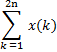 2n
∑ x(k)
k=1